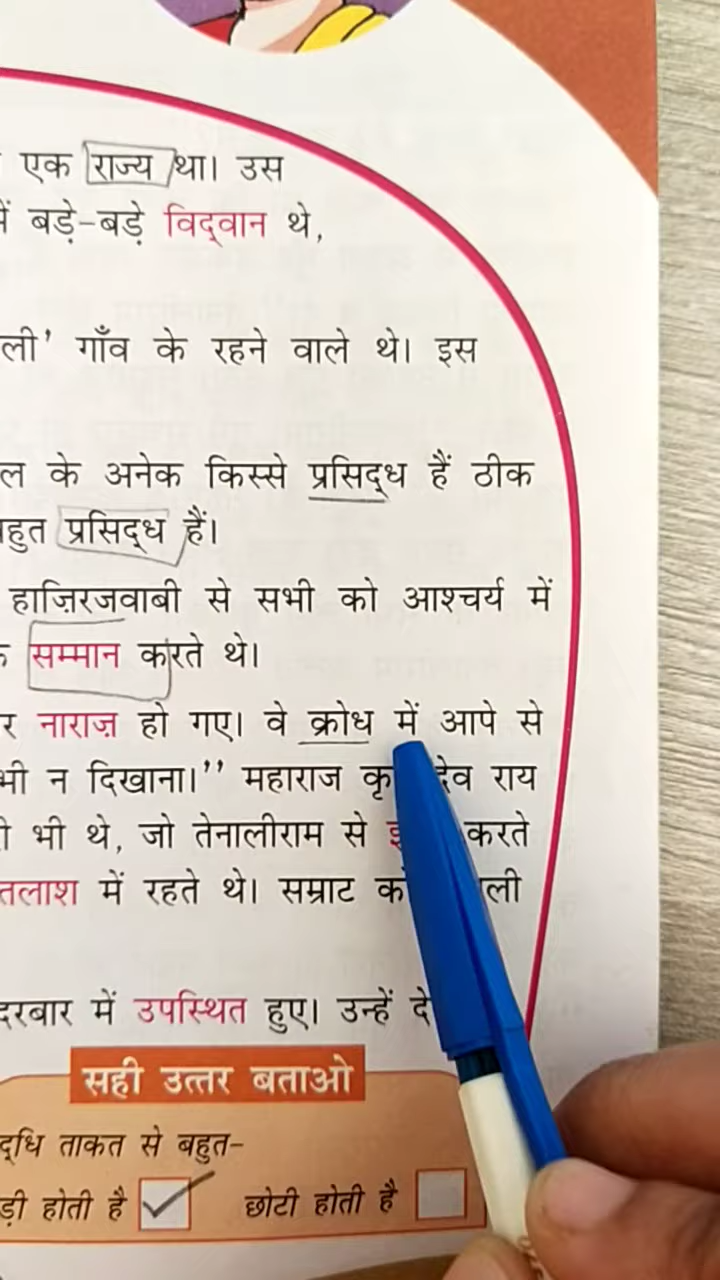 एक राज्य था। उस
बड़े-बड़े विद्वान थे,
गाँव के रहने वाले थे। इस
के अनेक किस्से प्रसिद्ध हैं ठीक
प्रसिद्ध हैं।
हाज़िरजवाबी से सभी को आश्चर्य में
सम्मान करते थे।
नाराज़ हो गए। वे क्रोध में आपे से
न दिखाना।’’ महाराज राय
भी थे, जो तेनालीराम से करते
तलाश में रहते थे। सम्राट
दरबार में उपस्थित हुए। उन्हें
सही उत्तर बताओ
ताकत से बहुत-
होती है छोटी होती है